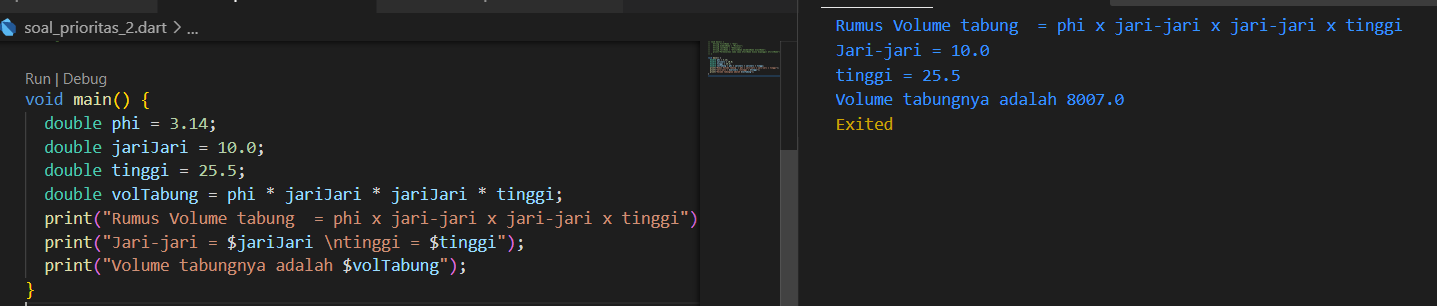 soal_prioritas_2.dart > ...
Run | Debug
void main() {
  double phi = 3.14;
  double jariJari = 10.0;
  double tinggi = 25.5;
  double volTabung = phi * jariJari * jariJari * tinggi;
  print("Rumus Volume tabung  = phi x jari-jari x jari-jari x tinggi")
  print("Jari-jari = $jariJari \ntinggi = $tinggi");
  print("Volume tabungnya adalah $volTabung");
}
Rumus Volume tabung  = phi x jari-jari x jari-jari x tinggi
Jari-jari = 10.0
tinggi = 25.5
Volume tabungnya adalah 8007.0
Exited